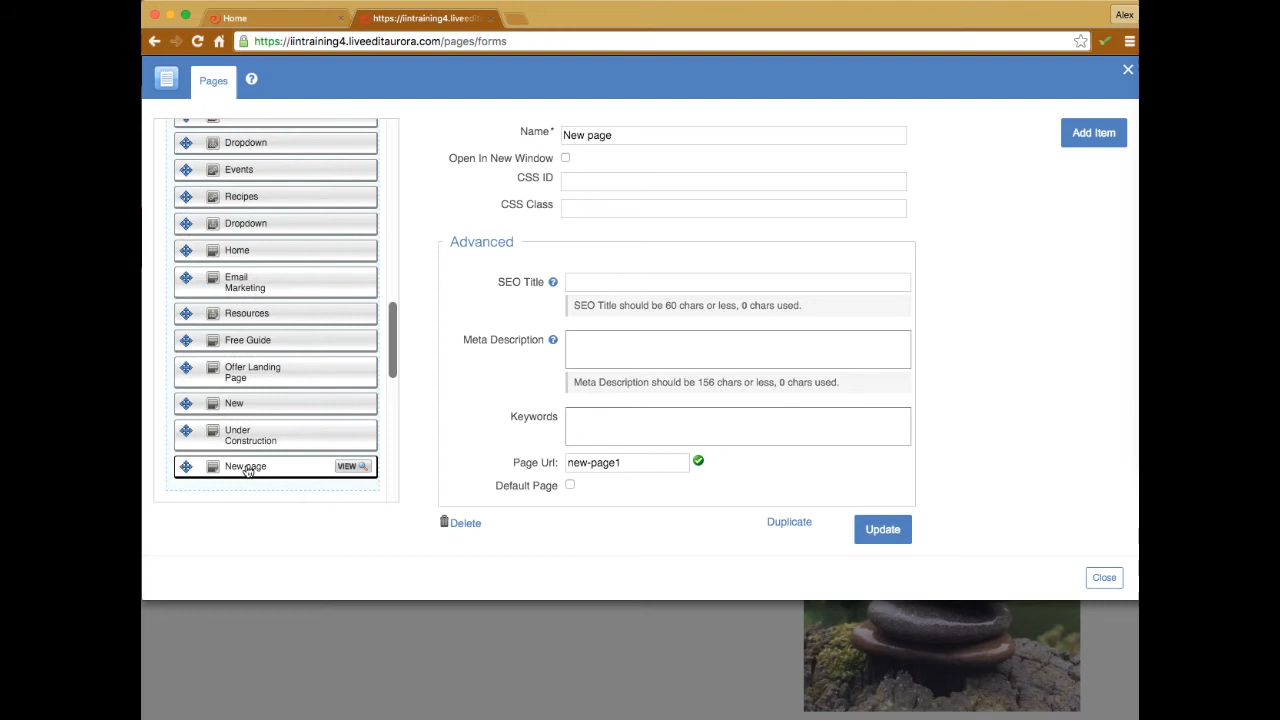 Home
https://iintraining4.liveedit
Alex
https://iintraining4.liveeditaurora.com/pages/forms
Pages
Dropdown
Events
Recipes
Dropdown
Home
Email
Marketing
Resources
Free Guide
Offer Landing
Page
New
Under
Construction
New page
VIEW
Name*
New page
Add Item
Open In New Window
CSS ID
CSS Class
Advanced
SEO Title
SEO Title should be 60 chars or less, 0 chars used.
Meta Description
Meta Description should be 156 chars or less, 0 chars used.
Keywords
Page Url:
new-page1
Default Page
Delete
Duplicate
Update
Close